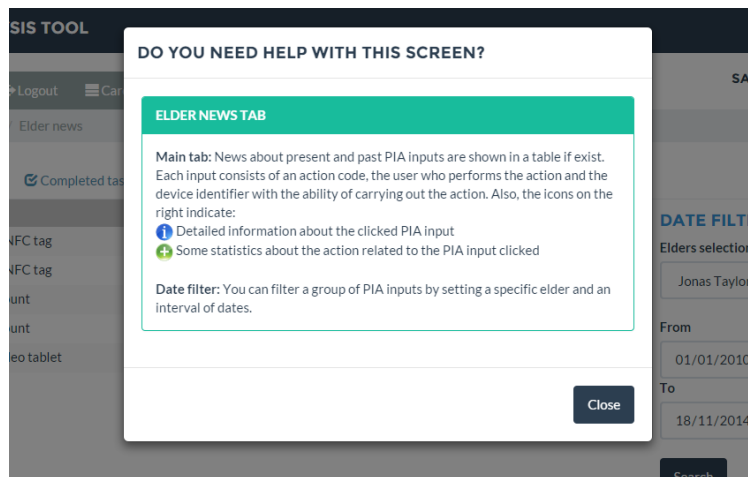 SIS TOOL
DO YOU NEED HELP WITH THIS SCREEN?
SA
Logout
Car
Elder news
ELDER NEWS TAB
Main tab: News about present and past PIA inputs are shown in a table if exist.
Each input consists of an action code, the user who performs the action and the
device identifier with the ability of carrying out the action. Also, the icons on the
right indicate:
Detailed information about the clicked PIA input
Some statistics about the action related to the PIA input clicked
Date filter: You can filter a group of PIA inputs by setting a specific elder and an
interval of dates.
Completed tas
NFC tag
NFC tag
ount
ount
leo tablet
DATE FILT
Elders selection
Jonas Taylor
From
01/01/2010
To
18/11/2014
Search
Close